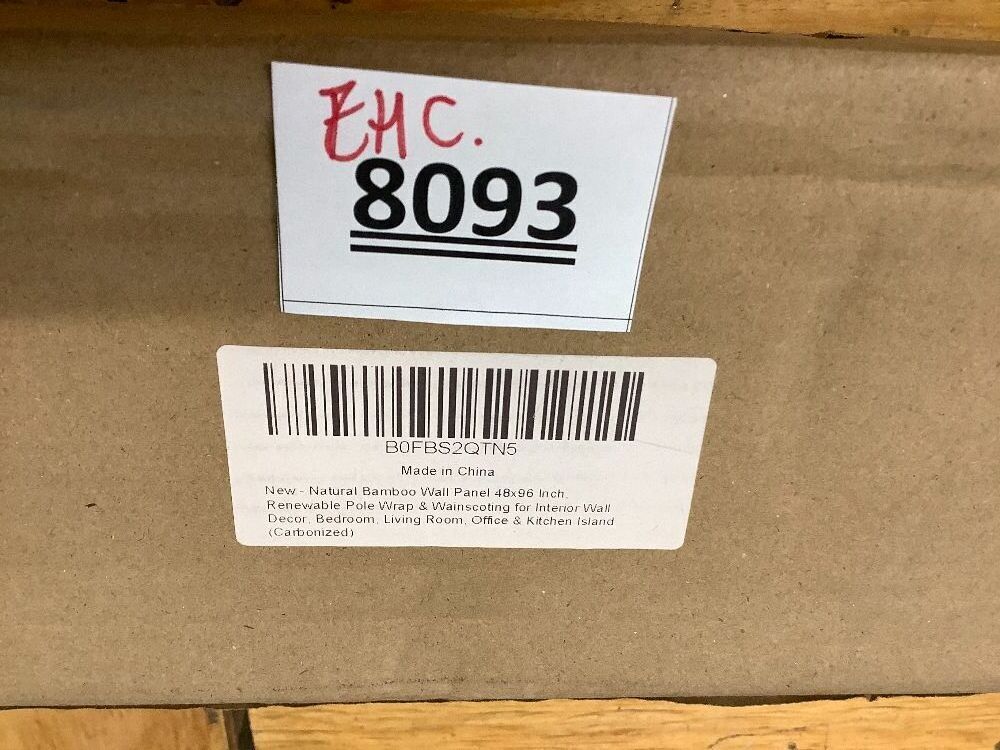 EHC.
8093
B0FBS2QTN5
Made in China
New - Natural Bamboo Wall Panel 48x96 Inch,
Renewable Pole Wrap & Wainscoting for Interior Wall
Decor, Bedroom, Living Room, Office & Kitchen Island
(Carbonized)